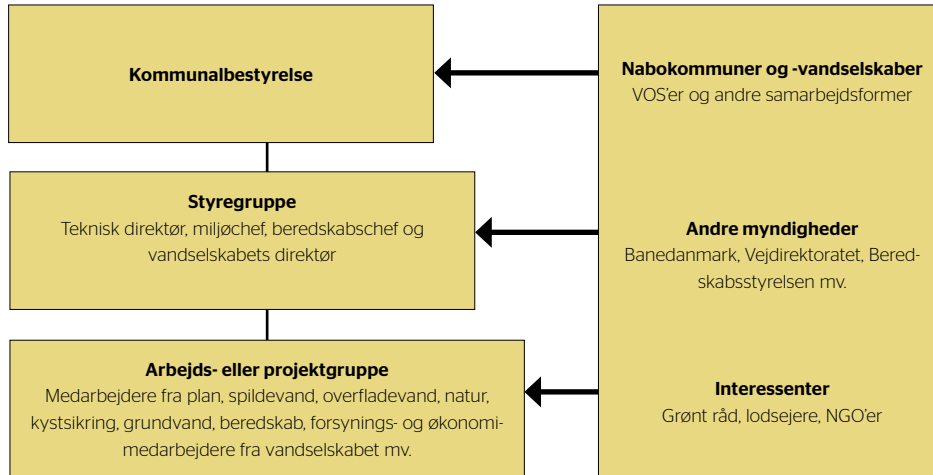 Kommunalbestyrelse
Styregruppe
Teknisk direktør, miljøchef, beredskabschef og
vandselskabets direktør
Arbejds- eller projektgruppe
Medarbejdere fra plan, spildevand, overfladevand, natur,
kystsikring, grundvand, beredskab, forsynings- og økonomi-
medarbejdere fra vandselskabet mv.
Nabokommuner og -vandselskaber
VOS'er og andre samarbejdsformer
Andre myndigheder
Banedanmark, Vejdirektoratet, Bered-
skabsstyrelsen mv.
Interessenter
Grønt råd, lodsejere, NGO'er